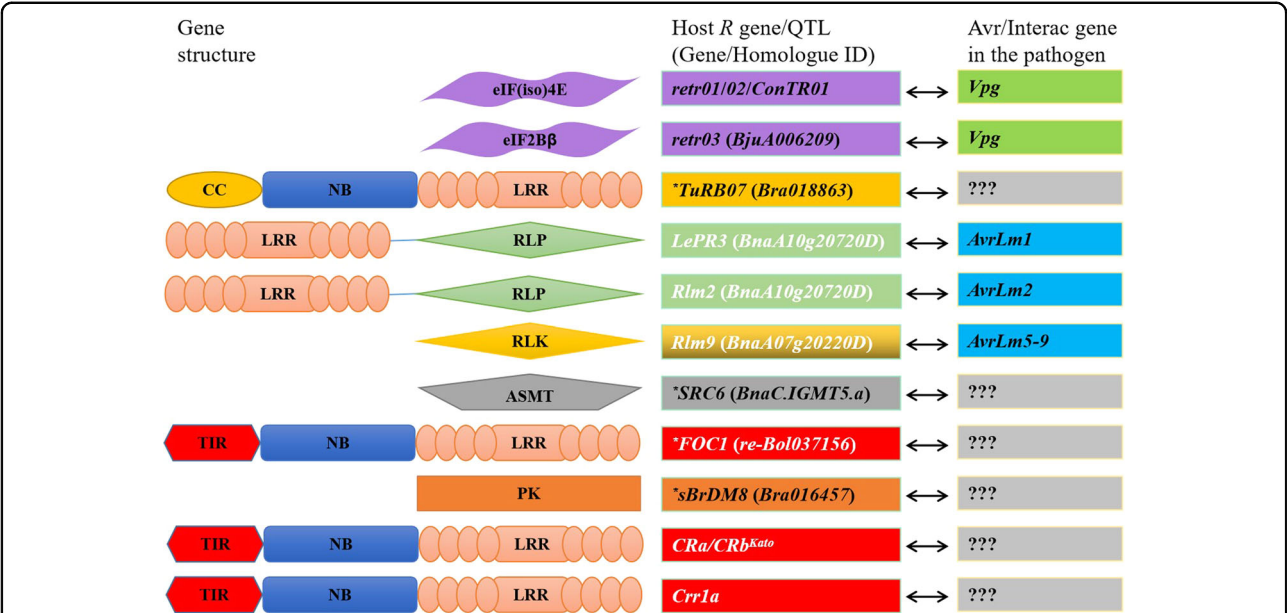 Gene structure
Host R gene/QTL (Gene/Homologue ID)
Avr/Interac gene in the pathogen
eIF(iso)4E retr01/02/ConTR01 Vpg
eIF2Bβ retr03 (BjuA006209) Vpg
CC NB LRR *TuRB07 (Bra018863) ???
LRR RLP LePR3 (BnaA10g20720D) AvrLm1
LRR RLP Rlm2 (BnaA10g20720D) AvrLm2
RLK Rlm9 (BnaA07g20220D) AvrLm5-9
ASMT *SRC6 (BnaC.IGMT5.a) ???
TIR NB LRR *FOC1 (re-Bol037156) ???
PK *sBrDM8 (Bra016457) ???
TIR NB LRR CRa/CRbKato ???
TIR NB LRR Crr1a ???